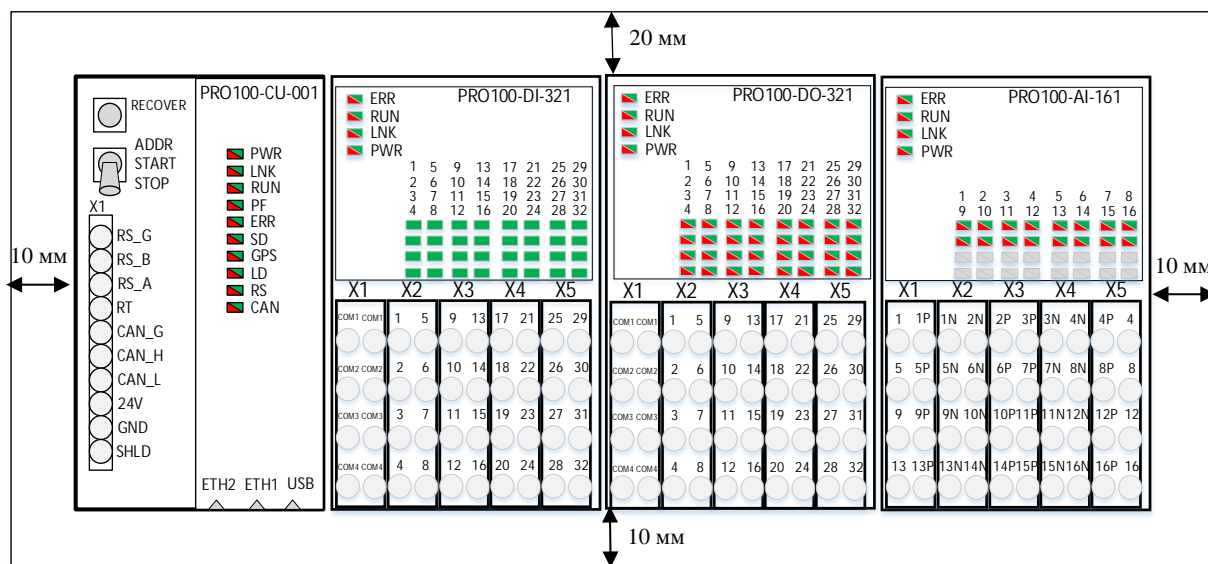 20 мм
10 мм
10 мм
10 мм
PRO100-CU-001
RECOVER
ADDR
START
STOP
X1
RS_G
RS_B
RS_A
RT
CAN_G
CAN_H
CAN_L
24V
GND
SHLD
PWR
LNK
RUN
PF
ERR
SD
GPS
LD
RS
CAN
ETH2 ETH1 USB
PRO100-DI-321
ERR
RUN
LNK
PWR
1 5 9 13 17 21 25 29
2 6 10 14 18 22 26 30
3 7 11 15 19 23 27 31
4 8 12 16 20 24 28 32
X1 X2 X3 X4 X5
COM1 COM1 1 5 9 13 17 21 25 29
COM2 COM2 2 6 10 14 18 22 26 30
COM3 COM3 3 7 11 15 19 23 27 31
COM4 COM4 4 8 12 16 20 24 28 32
PRO100-DO-321
ERR
RUN
LNK
PWR
1 5 9 13 17 21 25 29
2 6 10 14 18 22 26 30
3 7 11 15 19 23 27 31
4 8 12 16 20 24 28 32
X1 X2 X3 X4 X5
COM1 COM1 1 5 9 13 17 21 25 29
COM2 COM2 2 6 10 14 18 22 26 30
COM3 COM3 3 7 11 15 19 23 27 31
COM4 COM4 4 8 12 16 20 24 28 32
PRO100-AI-161
ERR
RUN
LNK
PWR
1 2 3 4 5 6 7 8
9 10 11 12 13 14 15 16
X1 X2 X3 X4 X5
1 1P 1N 2N 2P 3P 3N 4N 4P 4
5 5P 5N 6N 6P 7P 7N 8N 8P 8
9 9P 9N 10N 10P 11P 11N 12N 12P 12
13 13P 13N 14N 14P 15P 15N 16N 16P 16